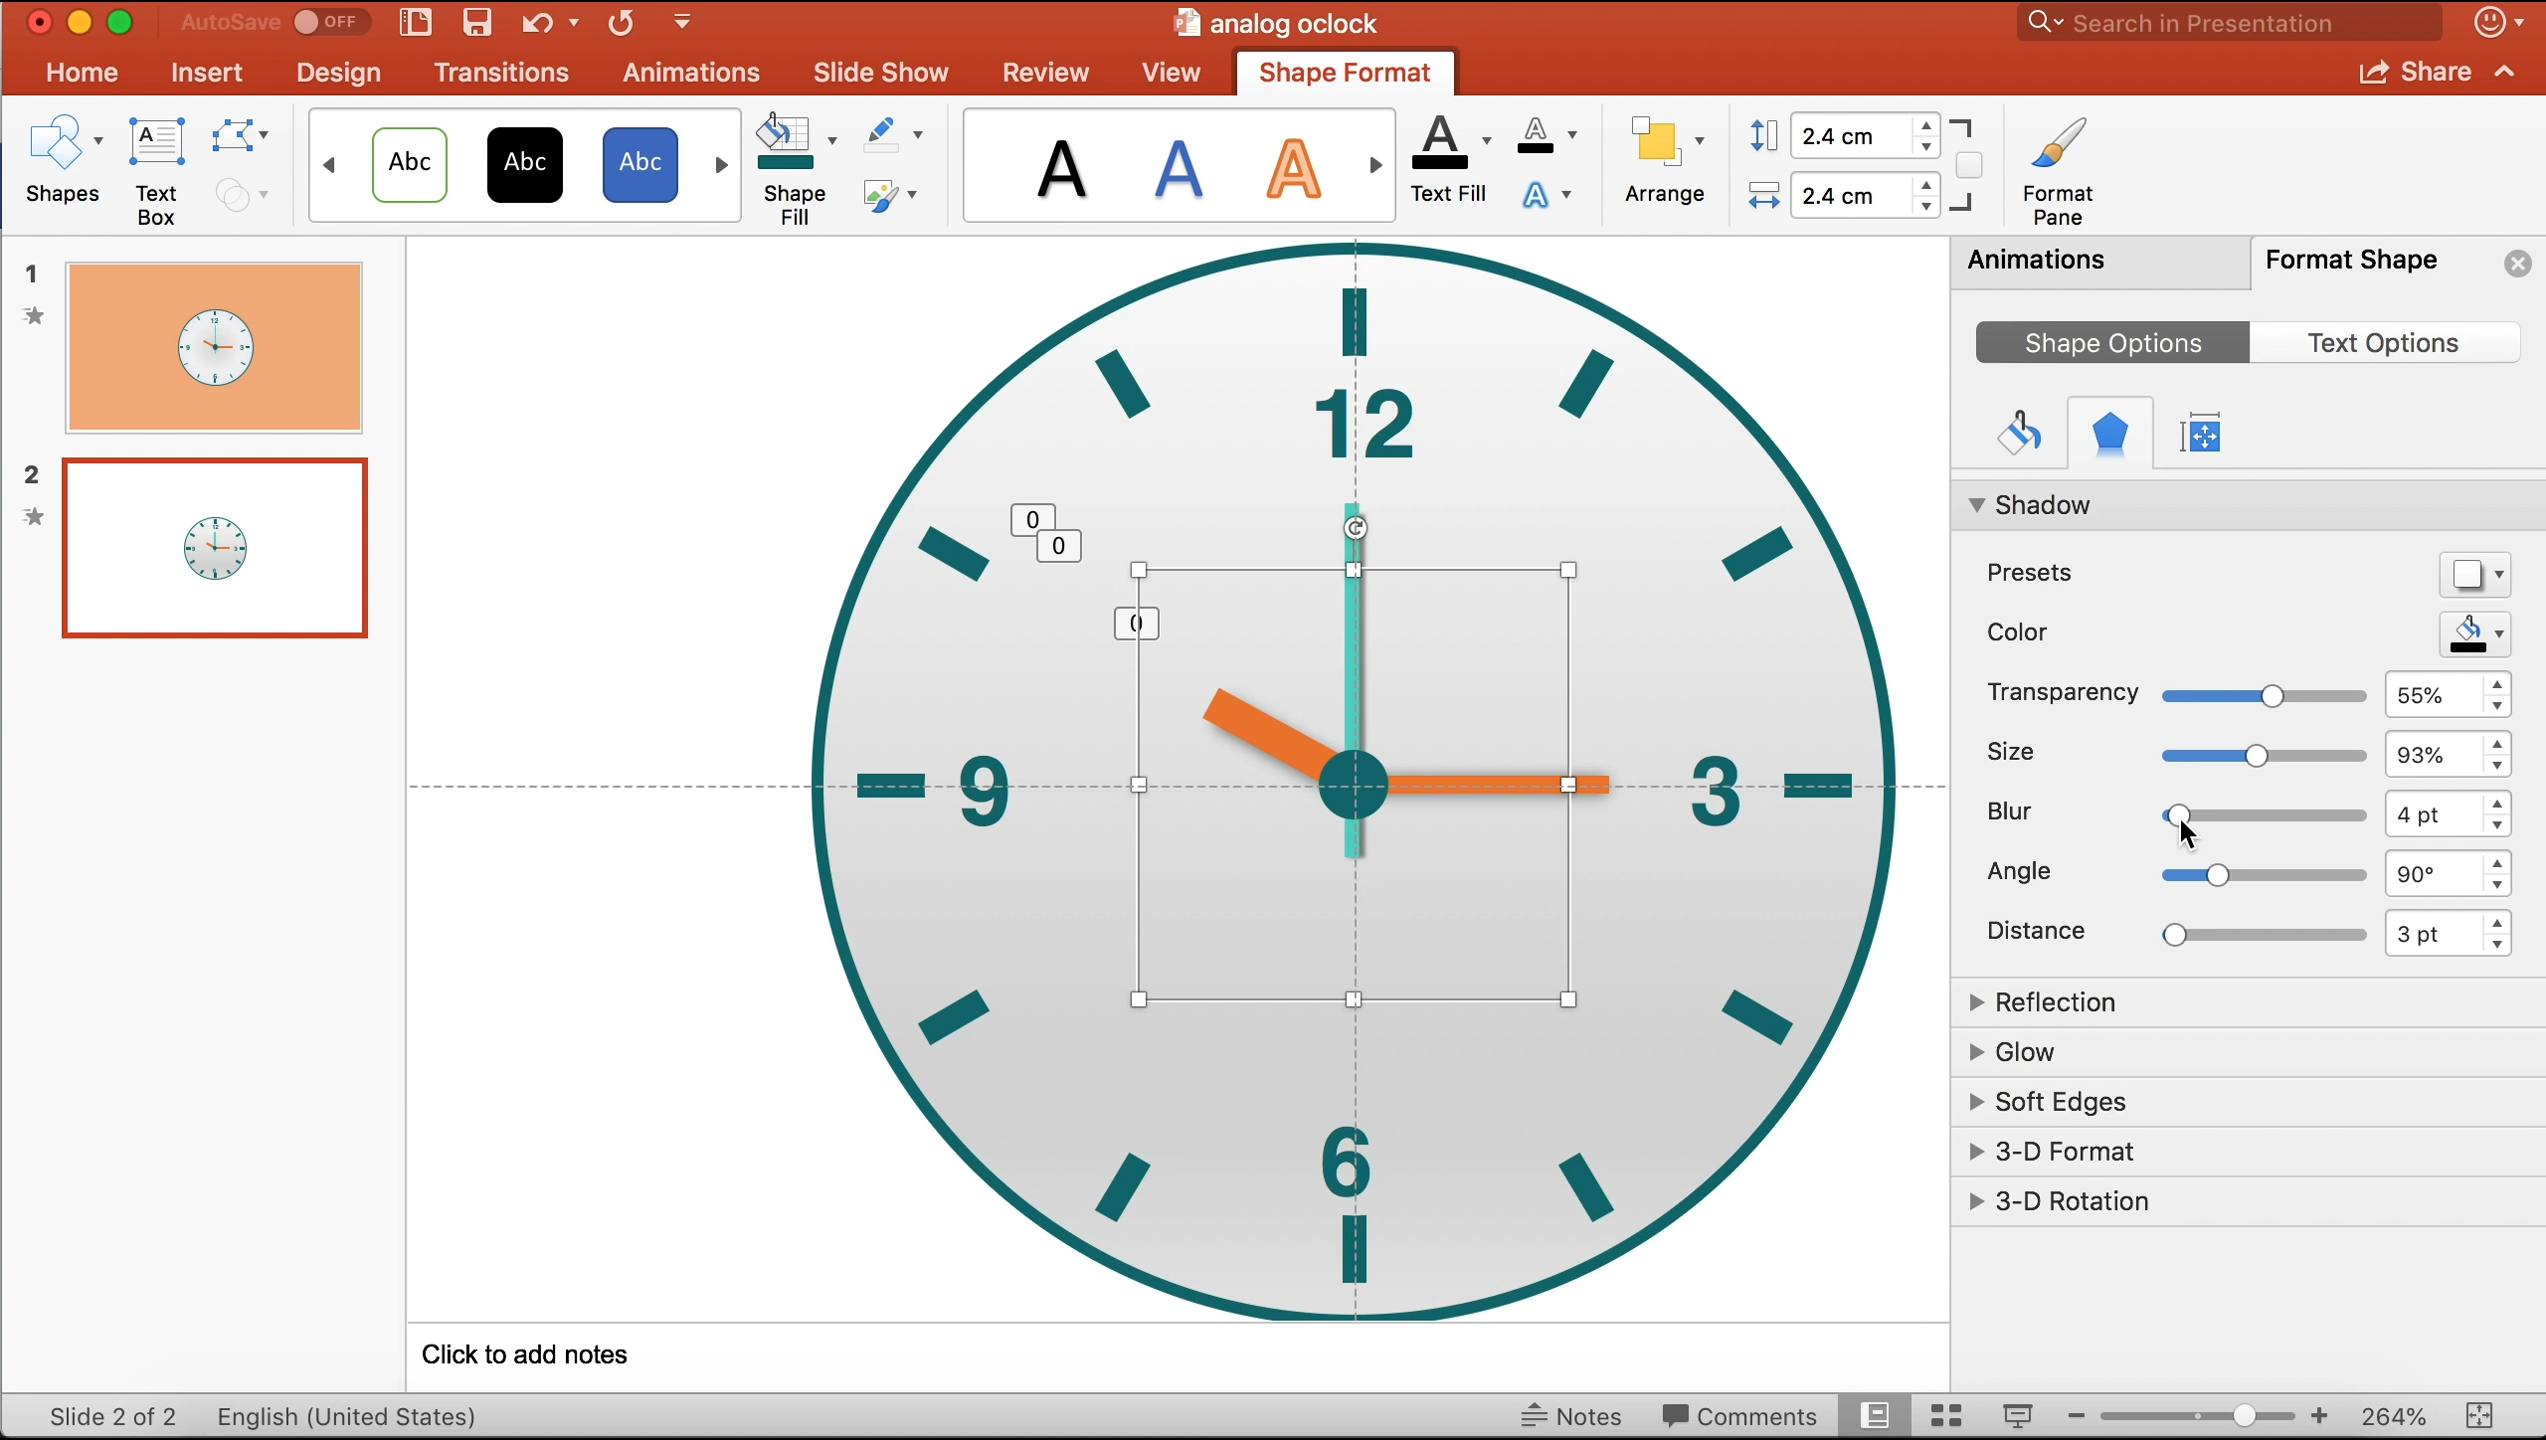 AutoSave OFF
analog oclock
Search in Presentation
Home Insert Design Transitions Animations Slide Show Review View Shape Format
Share
Shapes
Text
Box
Abc Abc Abc
Shape
Fill
A A A
A
Text Fill
A
A
Arrange
2.4 cm
2.4 cm
Format
Pane
1
2
12
3
6
9
0
0
0
Animations
Format Shape
Shape Options
Text Options
Shadow
Presets
Color
Transparency 55%
Size 93%
Blur 4 pt
Angle 90°
Distance 3 pt
Reflection
Glow
Soft Edges
3-D Format
3-D Rotation
Click to add notes
Slide 2 of 2
English (United States)
Notes
Comments
264%